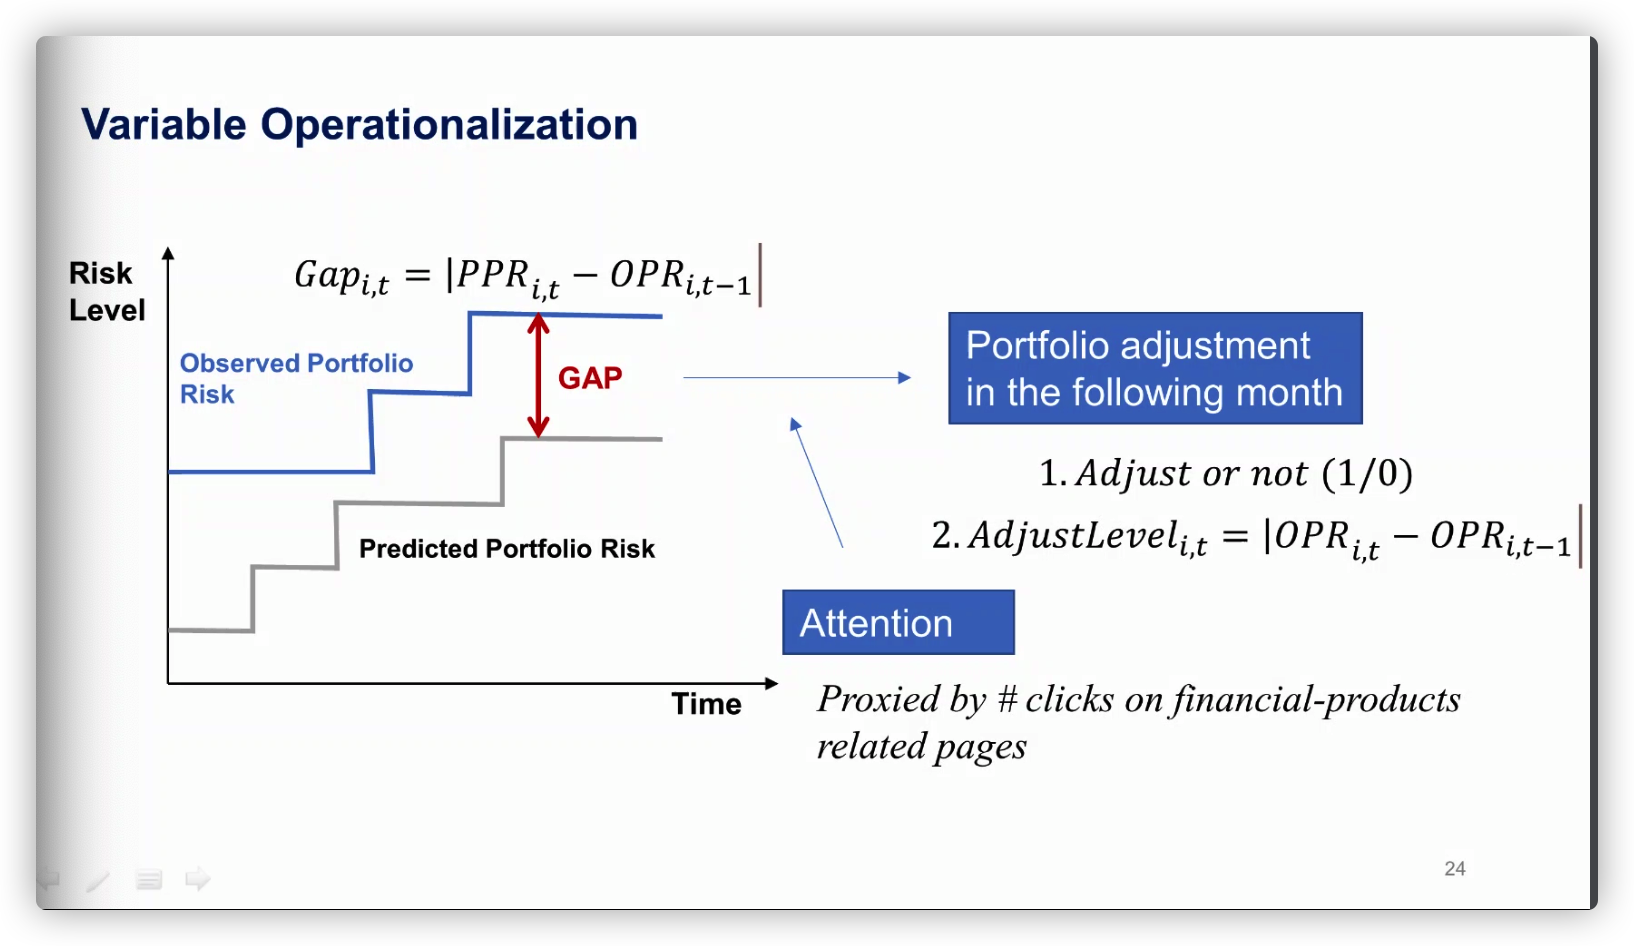 Variable Operationalization
Risk
Level
Gap_{i,t} = |PPR_{i,t} − OPR_{i,t−1}|
Observed Portfolio
Risk
GAP
Predicted Portfolio Risk
Time
Portfolio adjustment
in the following month
1. Adjust or not (1/0)
2. AdjustLevel_{i,t} = |OPR_{i,t} − OPR_{i,t−1}|
Attention
Proxied by # clicks on financial-products
related pages
24